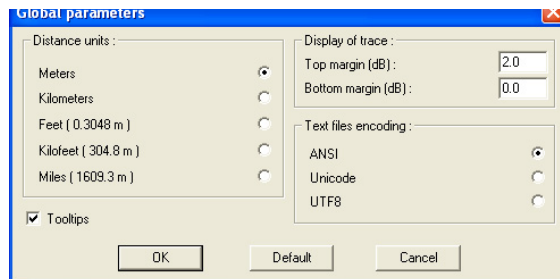 Global parameters
Distance units :
Meters
Kilometers
Feet ( 0.3048 m )
Kilofeet ( 304.8 m )
Miles ( 1609.3 m )
Tooltips
Display of trace :
Top margin (dB) : 2.0
Bottom margin (dB) : 0.0
Text files encoding :
ANSI
Unicode
UTF8
OK Default Cancel